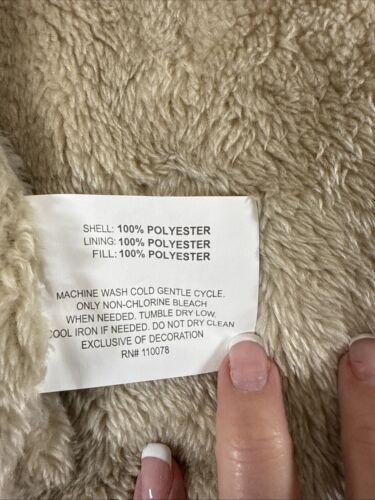 SHELL: 100% POLYESTER
LINING: 100% POLYESTER
FILL: 100% POLYESTER
MACHINE WASH COLD GENTLE CYCLE.
ONLY NON-CHLORINE BLEACH
WHEN NEEDED. TUMBLE DRY LOW.
COOL IRON IF NEEDED. DO NOT DRY CLEAN
EXCLUSIVE OF DECORATION
RN# 110078